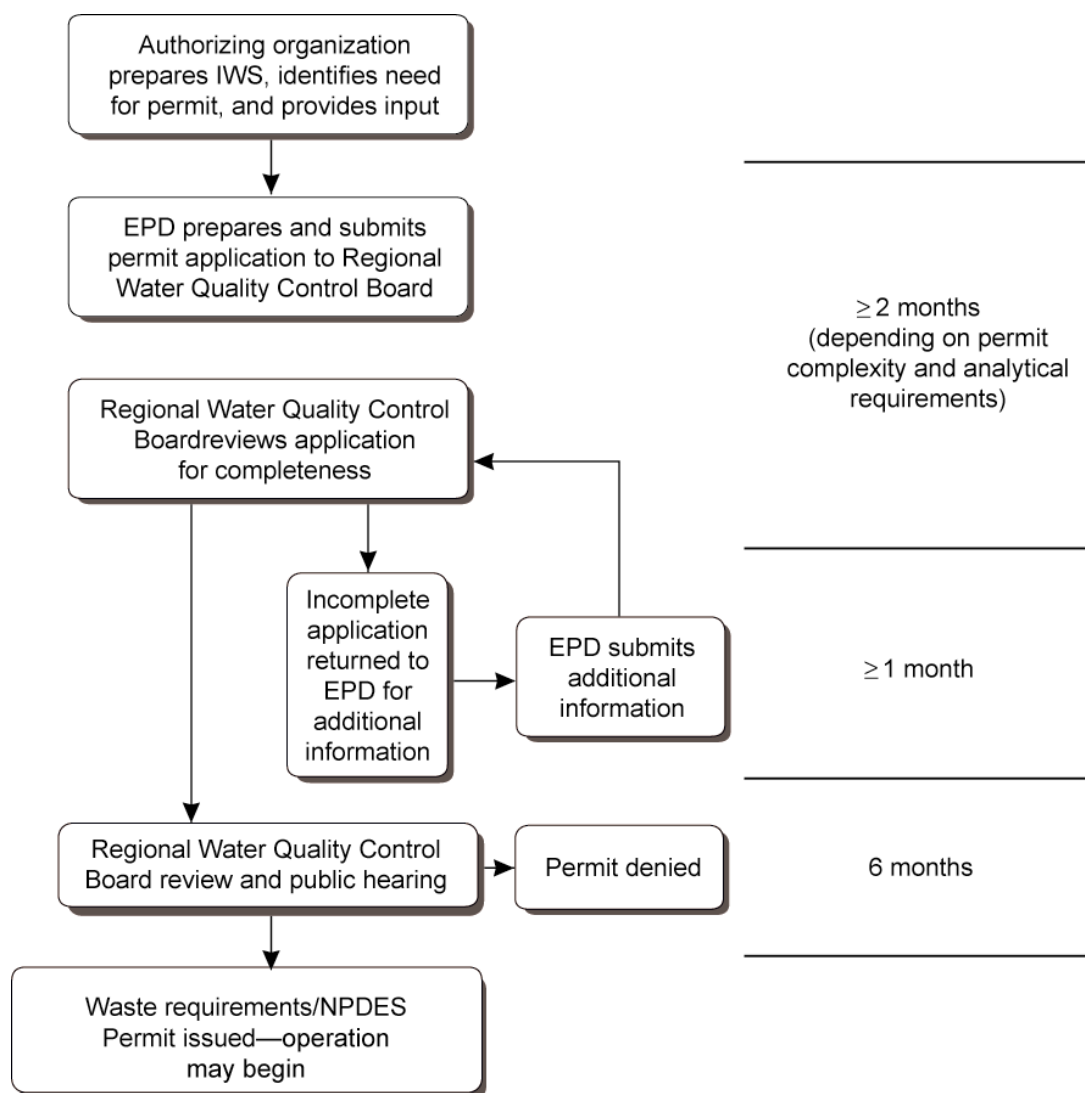 Authorizing organization
prepares IWS, identifies need
for permit, and provides input
EPD prepares and submits
permit application to Regional
Water Quality Control Board
≥ 2 months
(depending on permit
complexity and analytical
requirements)
Regional Water Quality Control
Boardreviews application
for completeness
Incomplete
application
returned to
EPD for
additional
information
EPD submits
additional
information
≥ 1 month
Regional Water Quality Control
Board review and public hearing
Permit denied
6 months
Waste requirements/NPDES
Permit issued—operation
may begin